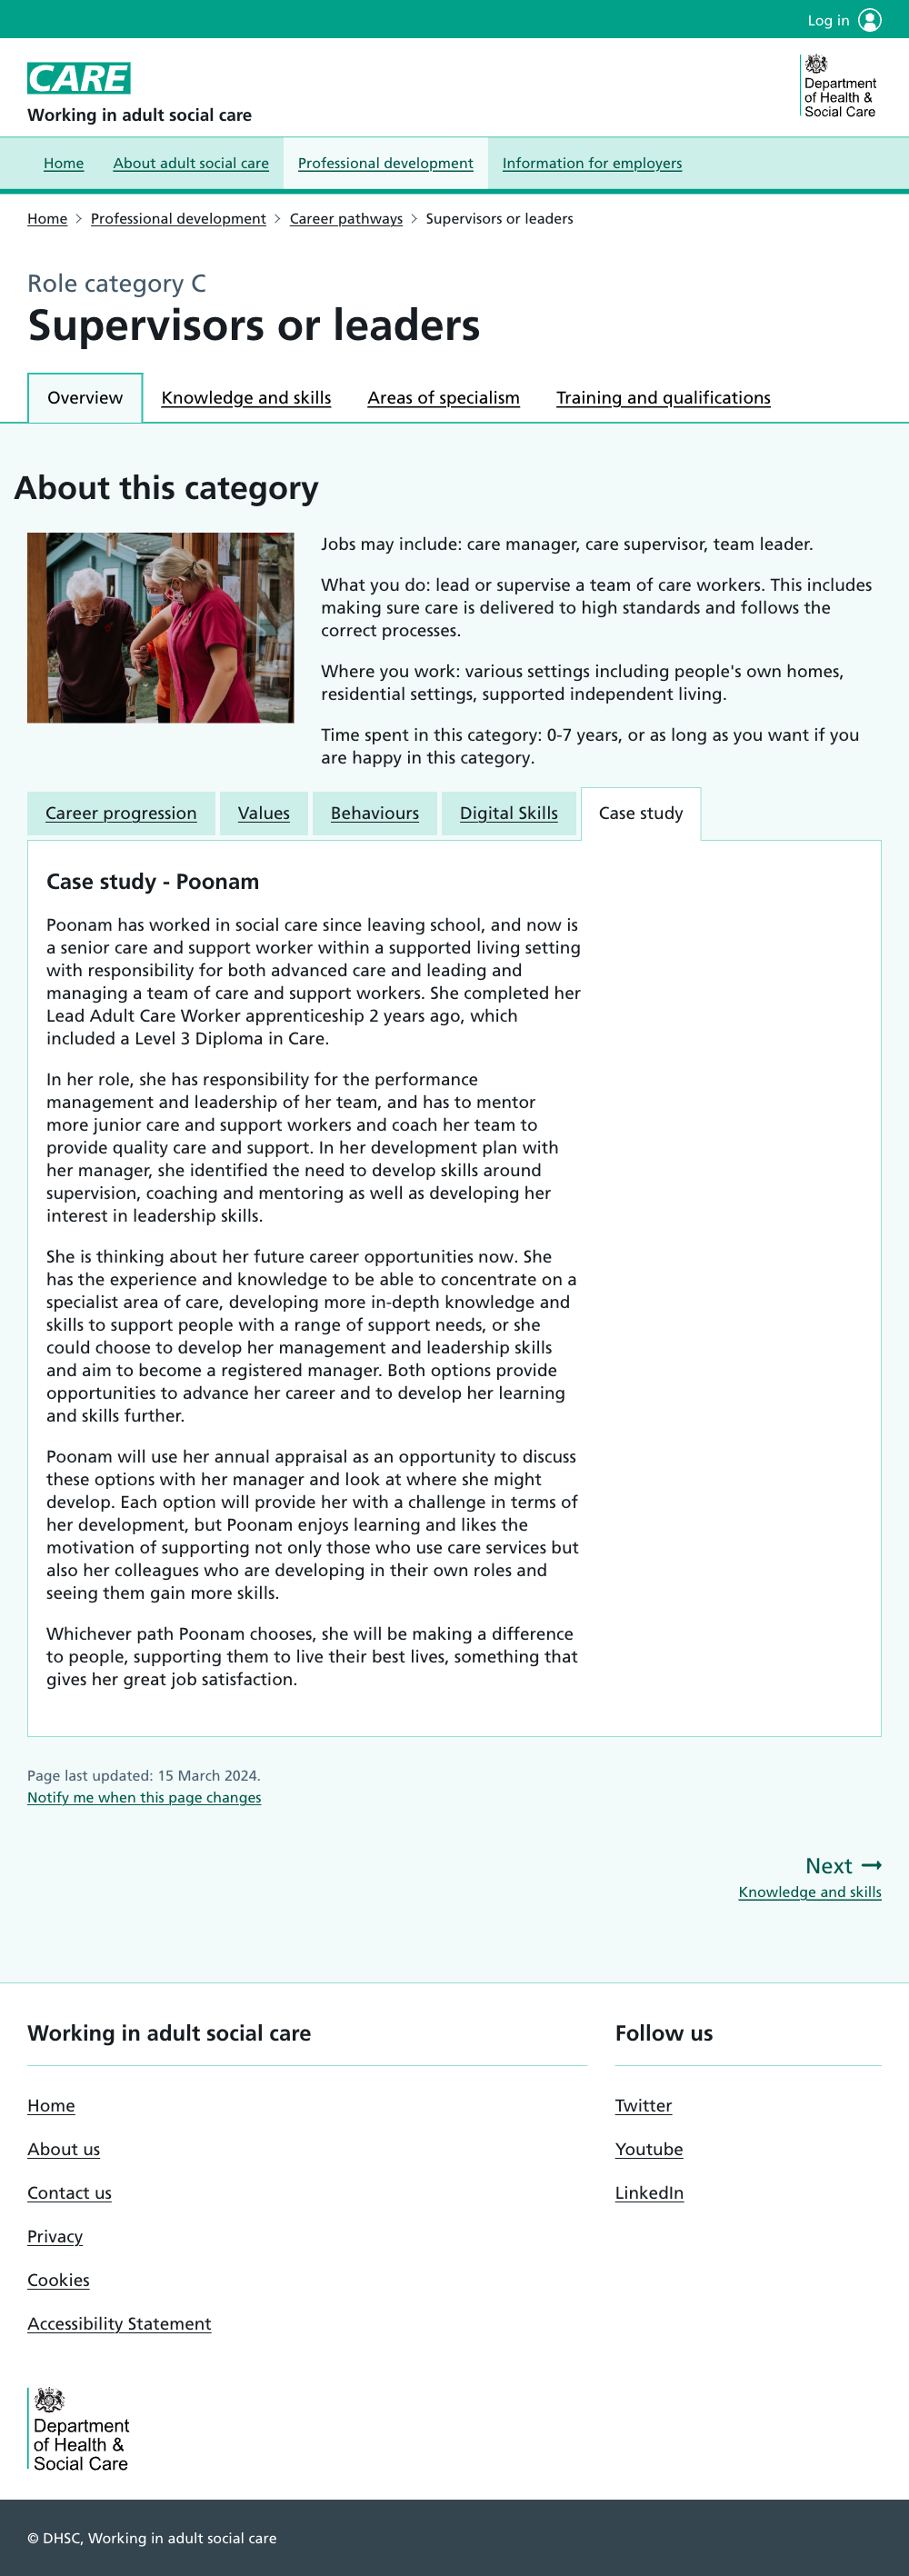 Log in
CARE
Working in adult social care
Department
of Health &
Social Care
Home
About adult social care
Professional development
Information for employers
Home
Professional development
Career pathways
Supervisors or leaders
Role category C
Supervisors or leaders
Overview
Knowledge and skills
Areas of specialism
Training and qualifications
About this category
Jobs may include: care manager, care supervisor, team leader.
What you do: lead or supervise a team of care workers. This includes
making sure care is delivered to high standards and follows the
correct processes.
Where you work: various settings including people's own homes,
residential settings, supported independent living.
Time spent in this category: 0-7 years, or as long as you want if you
are happy in this category.
Career progression
Values
Behaviours
Digital Skills
Case study
Case study - Poonam
Poonam has worked in social care since leaving school, and now is
a senior care and support worker within a supported living setting
with responsibility for both advanced care and leading and
managing a team of care and support workers. She completed her
Lead Adult Care Worker apprenticeship 2 years ago, which
included a Level 3 Diploma in Care.
In her role, she has responsibility for the performance
management and leadership of her team, and has to mentor
more junior care and support workers and coach her team to
provide quality care and support. In her development plan with
her manager, she identified the need to develop skills around
supervision, coaching and mentoring as well as developing her
interest in leadership skills.
She is thinking about her future career opportunities now. She
has the experience and knowledge to be able to concentrate on a
specialist area of care, developing more in-depth knowledge and
skills to support people with a range of support needs, or she
could choose to develop her management and leadership skills
and aim to become a registered manager. Both options provide
opportunities to advance her career and to develop her learning
and skills further.
Poonam will use her annual appraisal as an opportunity to discuss
these options with her manager and look at where she might
develop. Each option will provide her with a challenge in terms of
her development, but Poonam enjoys learning and likes the
motivation of supporting not only those who use care services but
also her colleagues who are developing in their own roles and
seeing them gain more skills.
Whichever path Poonam chooses, she will be making a difference
to people, supporting them to live their best lives, something that
gives her great job satisfaction.
Page last updated: 15 March 2024.
Notify me when this page changes
Next
Knowledge and skills
Working in adult social care
Home
About us
Contact us
Privacy
Cookies
Accessibility Statement
Follow us
Twitter
Youtube
LinkedIn
Department
of Health &
Social Care
© DHSC, Working in adult social care